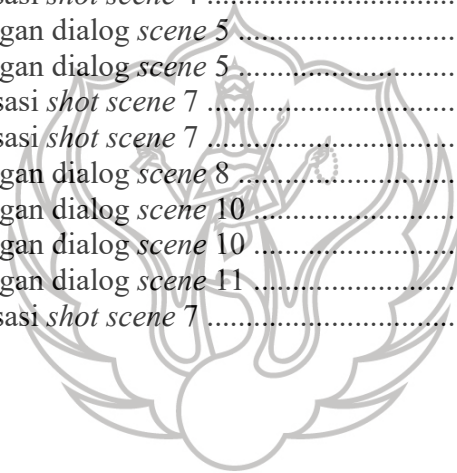 sasi shot scene 4 ........................................
gan dialog scene 5 ........................................
gan dialog scene 5 ........................................
sasi shot scene 7 ........................................
sasi shot scene 7 ........................................
gan dialog scene 8 ........................................
gan dialog scene 10 ........................................
gan dialog scene 10 ........................................
gan dialog scene 11 ........................................
sasi shot scene 7 ........................................